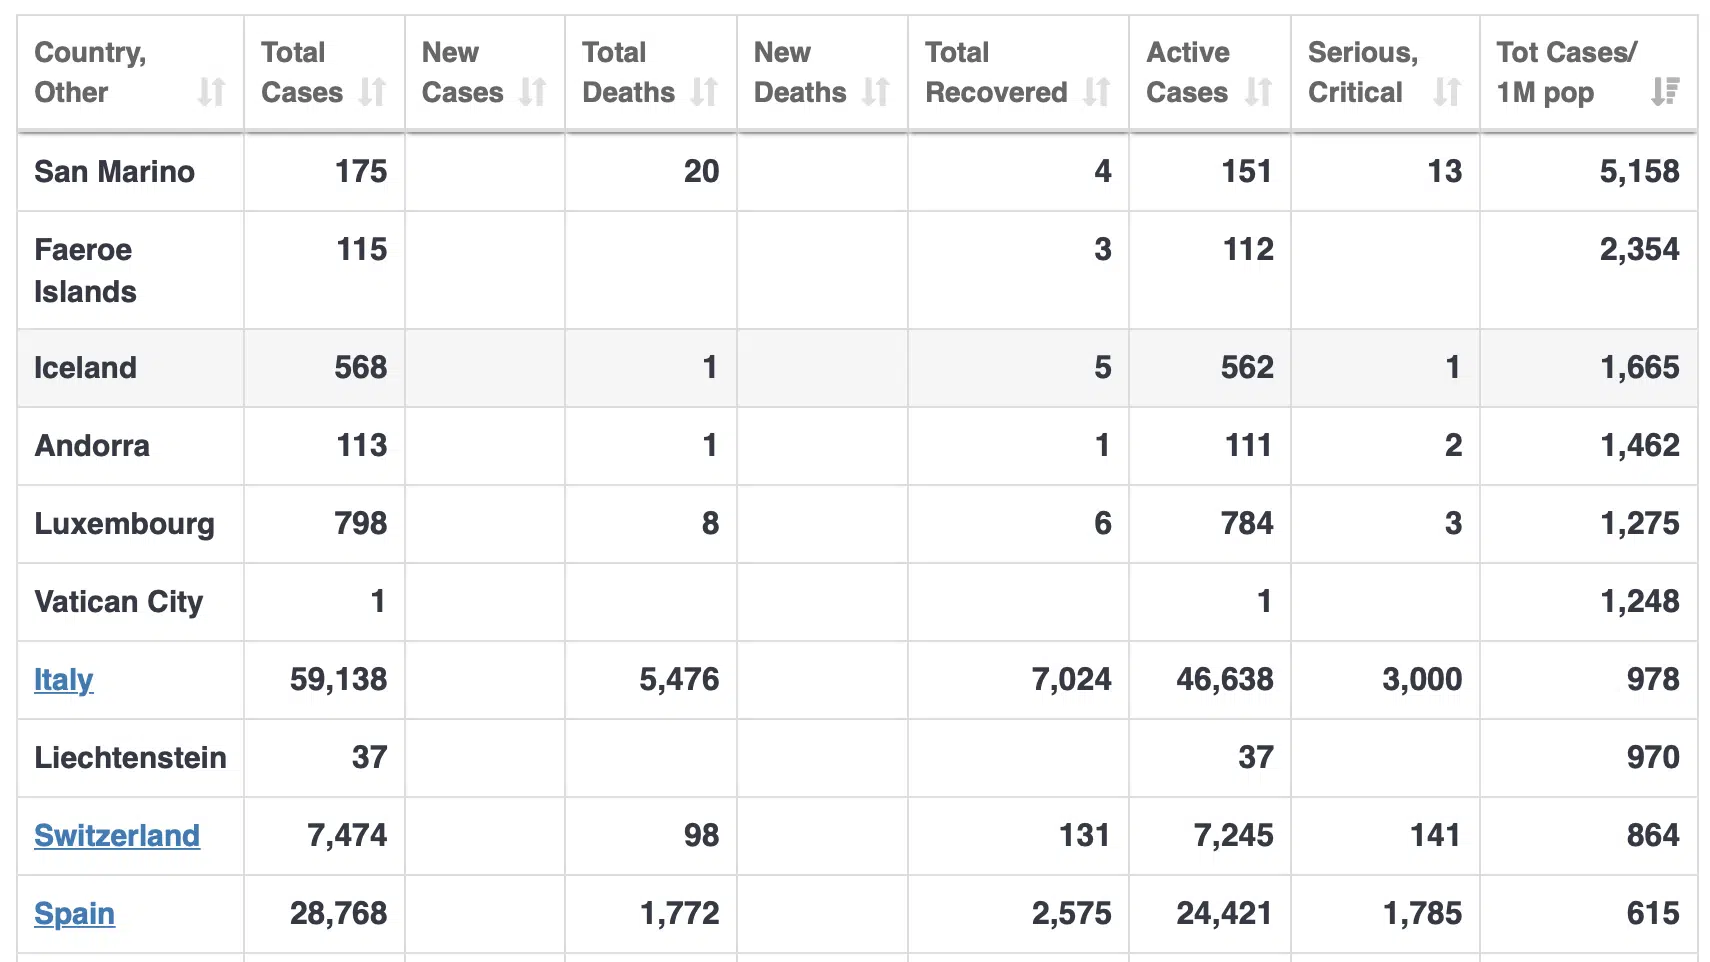 Country, Other Total Cases New Cases Total Deaths New Deaths Total Recovered Active Cases Serious, Critical Tot Cases/ 1M pop
San Marino 175 20 4 151 13 5,158
Faeroe Islands 115 3 112 2,354
Iceland 568 1 5 562 1 1,665
Andorra 113 1 1 111 2 1,462
Luxembourg 798 8 6 784 3 1,275
Vatican City 1 1 1,248
Italy 59,138 5,476 7,024 46,638 3,000 978
Liechtenstein 37 37 970
Switzerland 7,474 98 131 7,245 141 864
Spain 28,768 1,772 2,575 24,421 1,785 615